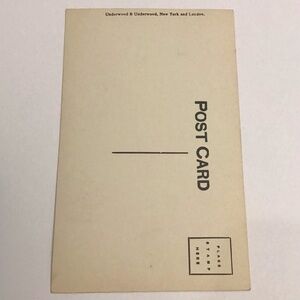 Underwood & Underwood, New York and London.
POST CARD
PLACE
STAMP
HERE